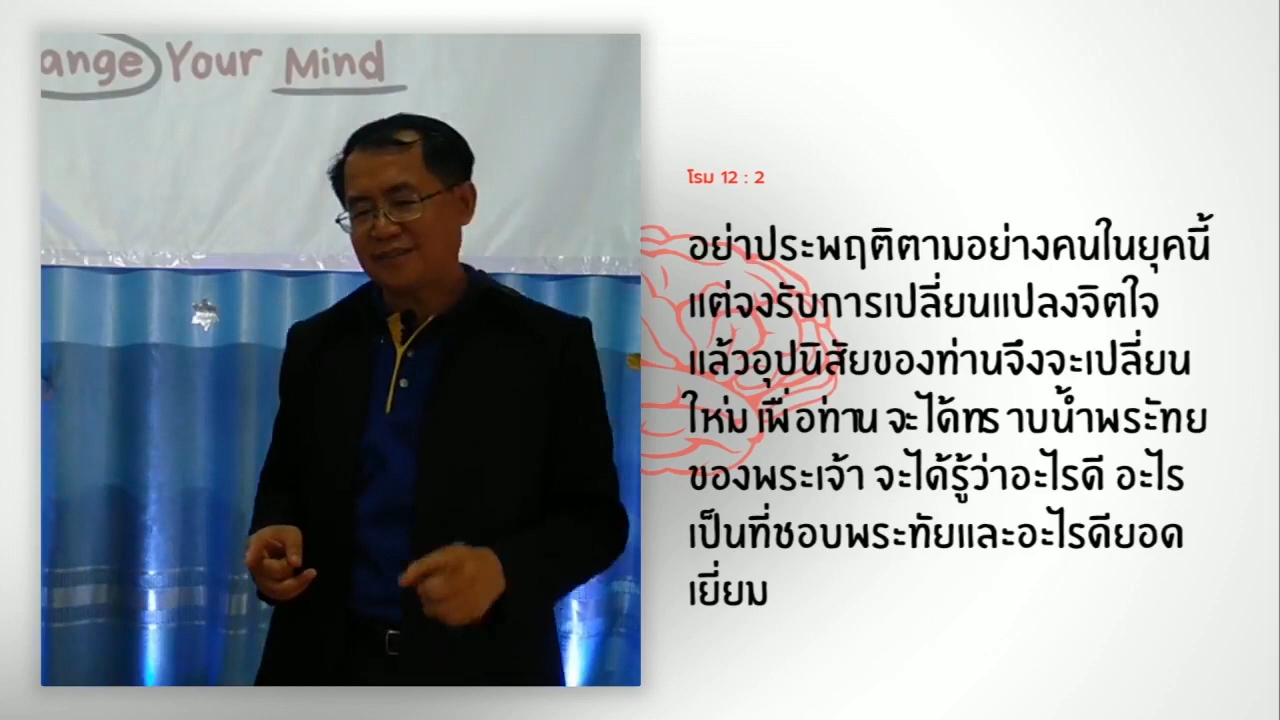 ange Your Mind
โรม 12 : 2
อย่าประพฤติตามอย่างคนในยุคนี้
แต่จงรับการเปลี่ยนแปลงจิตใจ
แล้วอุปนิสัยของท่านจึงจะเปลี่ยน
ใหม่ เพื่อท่าน จะได้ทร าบน้ำพระัทย
ของพระเจ้า จะได้รู้ว่าอะไรดี อะไร
เป็นที่ชอบพระทัยและอะไรดียอด
เยี่ยม